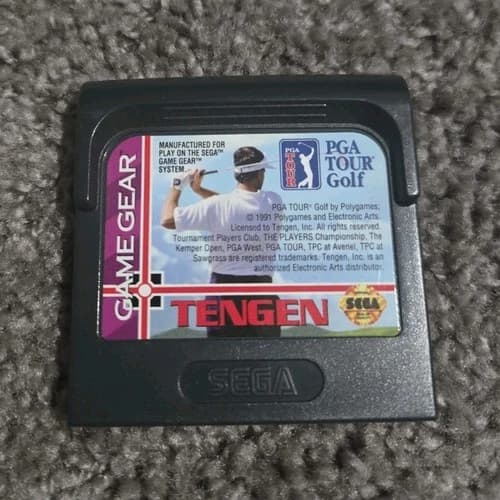 MANUFACTURED FOR
PLAY ON THE SEGA™
GAME GEAR™
SYSTEM.
GAME GEAR™
PGA
TOUR
PGA
TOUR®
Golf
PGA TOUR® Golf by Polygames;
© 1991 Polygames and Electronic Arts.
Licensed to Tengen, Inc. All rights reserved.
Tournament Players Club, THE PLAYERS Championship, The
Kemper Open, PGA West, PGA TOUR, TPC at Avenel, TPC at
Sawgrass are registered trademarks. Tengen, Inc. is an
authorized Electronic Arts distributor.
TENGEN
SEGA
SEGA